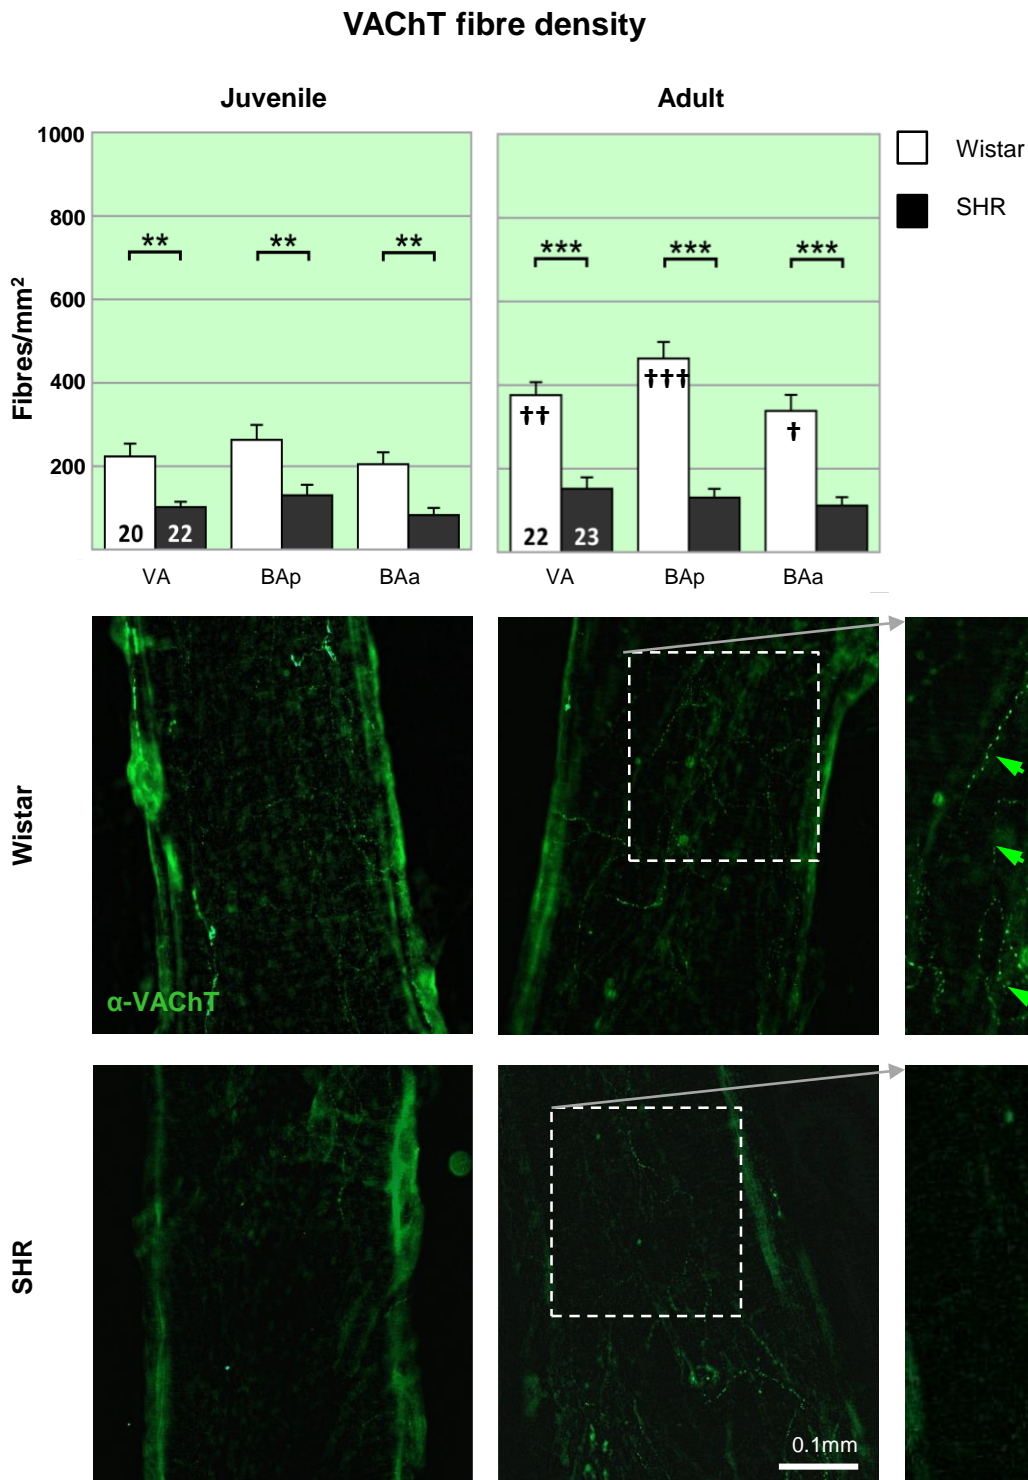 VAChT fibre density
Juvenile
Adult
Wistar
SHR
Fibres/mm²
1000
800
600
400
200
** ** **
20 22
VA BAp BAa
*** *** ***
†† ††† †
22 23
VA BAp BAa
Wistar
α-VAChT
SHR
0.1mm